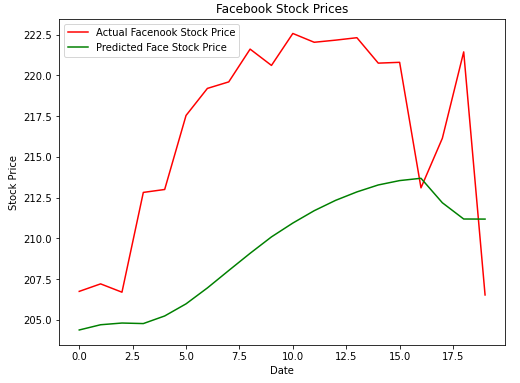 Facebook Stock Prices
Actual Facenook Stock Price
Predicted Face Stock Price
222.5
220.0
217.5
215.0
212.5
210.0
207.5
205.0
Stock Price
0.0 2.5 5.0 7.5 10.0 12.5 15.0 17.5
Date